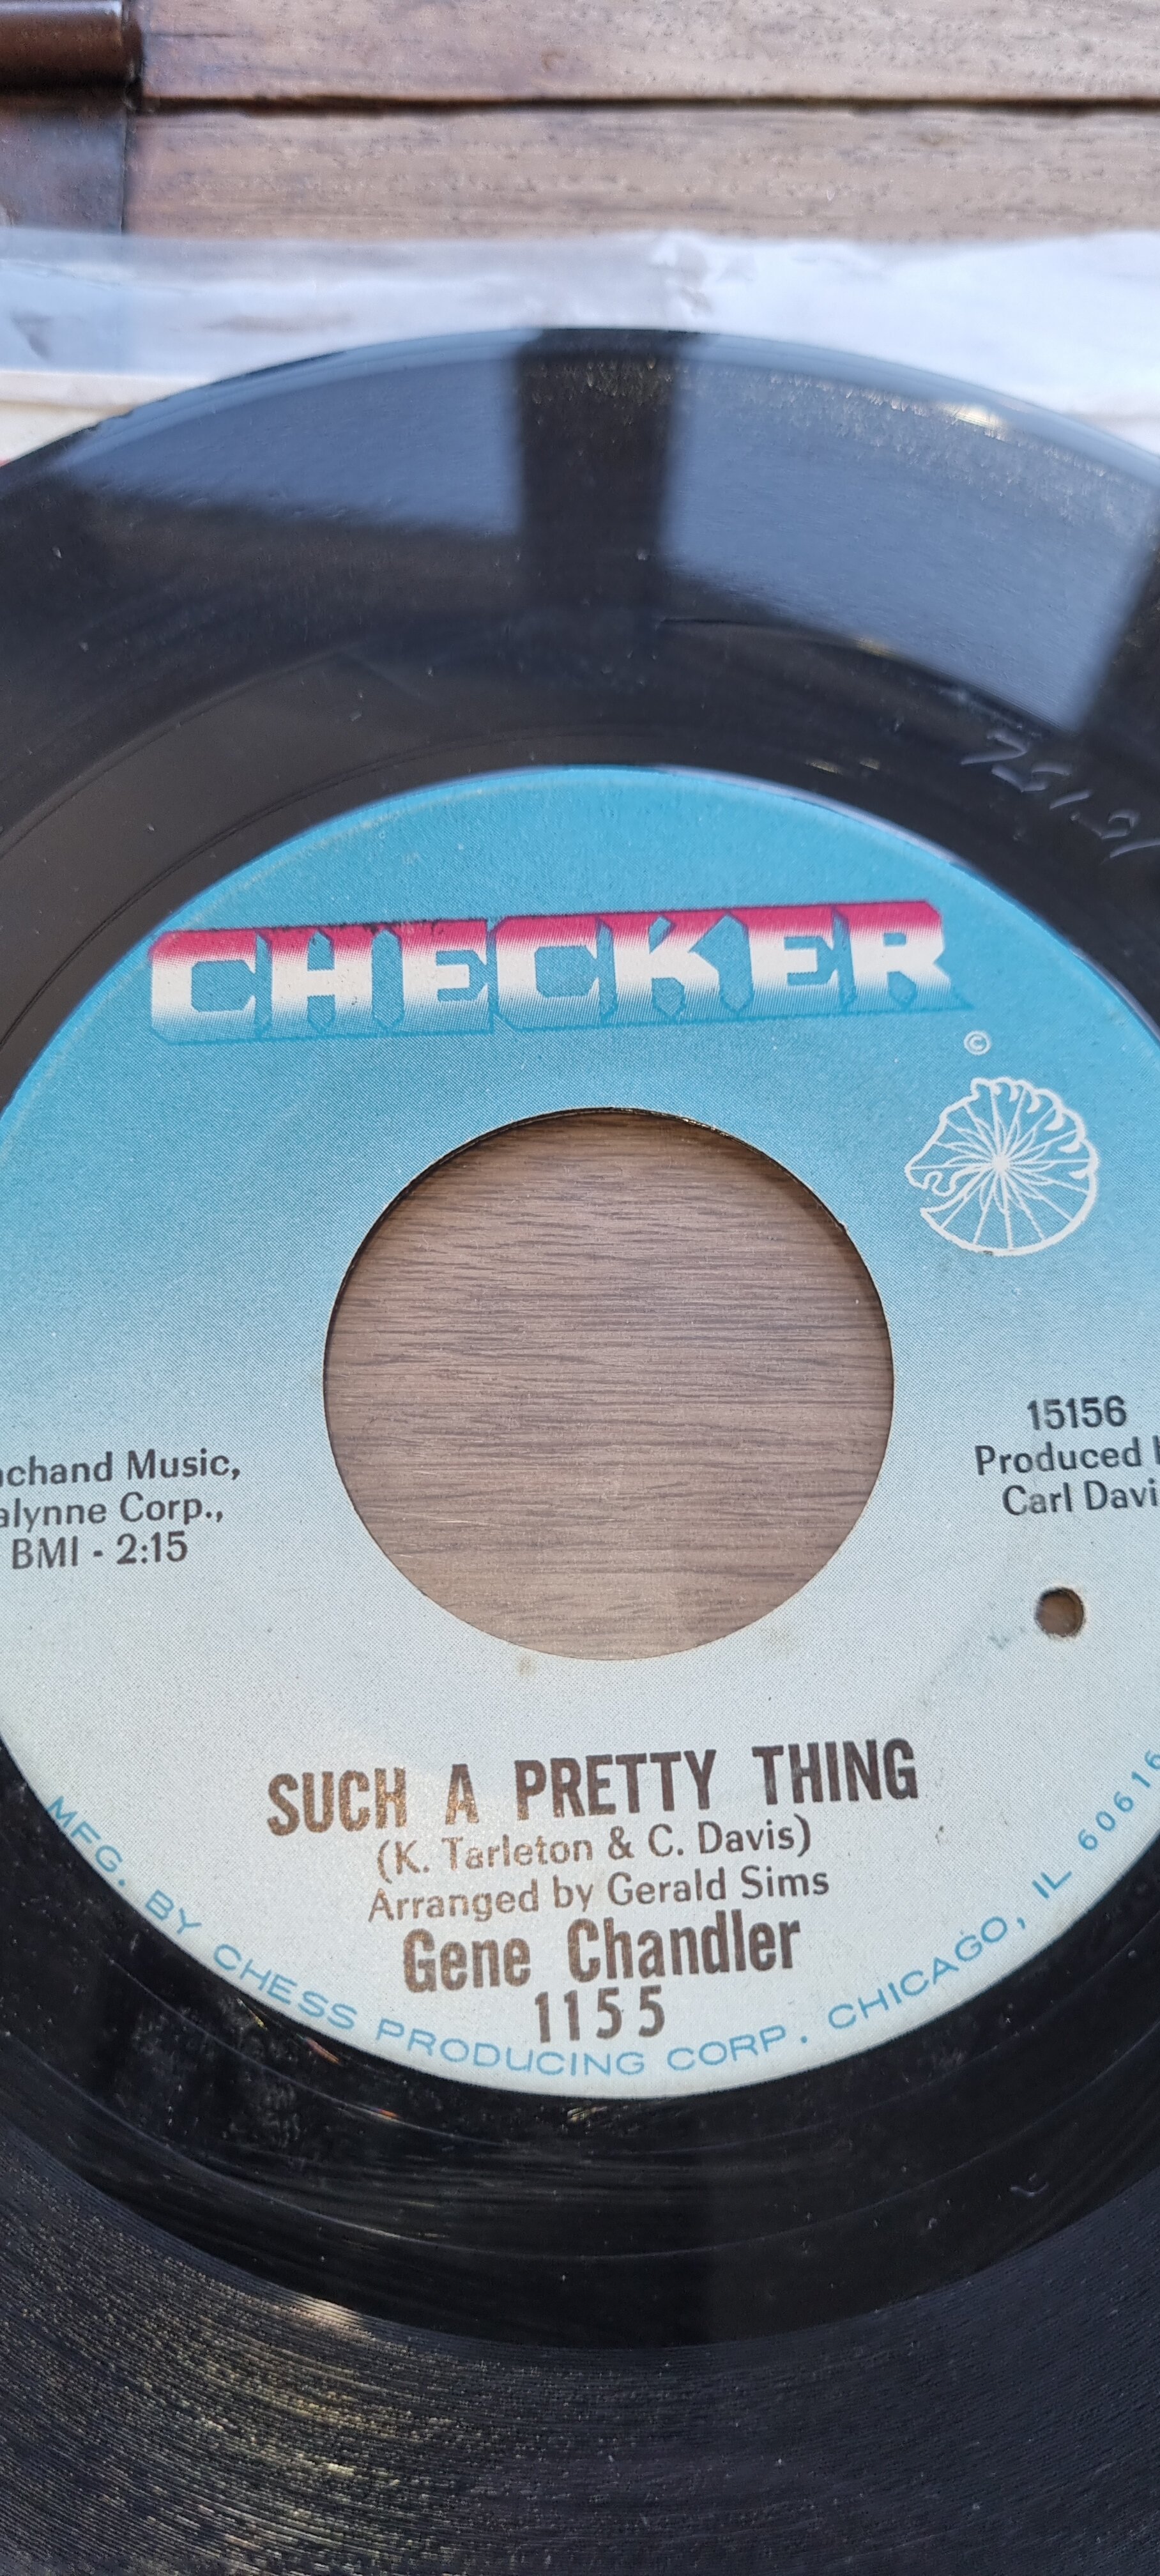 CHECKER
©
chand Music,
alynne Corp.,
BMI - 2:15
15156
Produced
Carl Davi
SUCH A PRETTY THING
(K. Tarleton & C. Davis)
Arranged by Gerald Sims
Gene Chandler
1155
MFG. BY CHESS PRODUCING CORP. CHICAGO, IL 60616